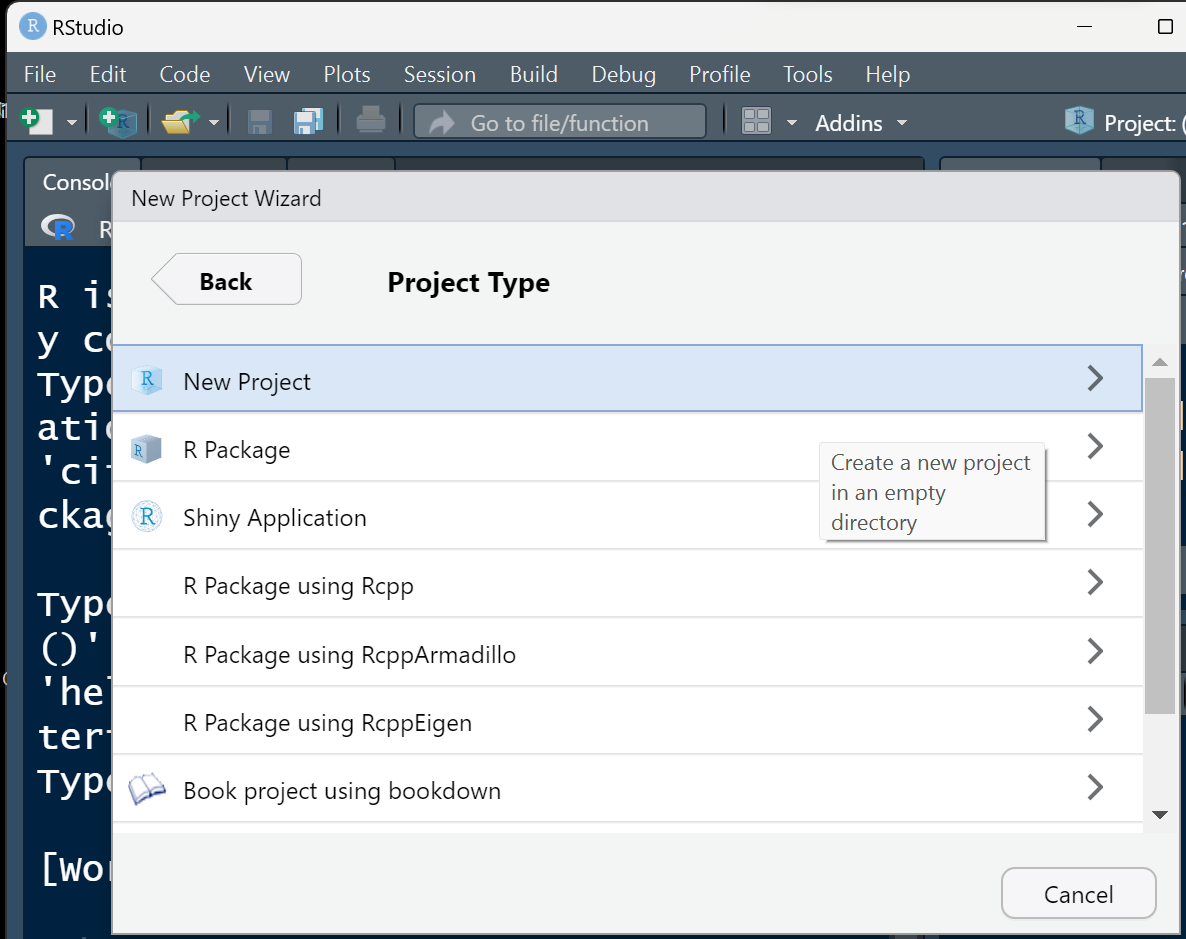 RStudio
File Edit Code View Plots Session Build Debug Profile Tools Help
Go to file/function Addins Project: (
Consol
R
New Project Wizard
Back
Project Type
New Project
R Package
Create a new project
in an empty
directory
Shiny Application
R Package using Rcpp
R Package using RcppArmadillo
R Package using RcppEigen
Book project using bookdown
Cancel
R is
y co
Type
atio
'cit
ckag
Type
()'
'hel
ter
Type
[Wor